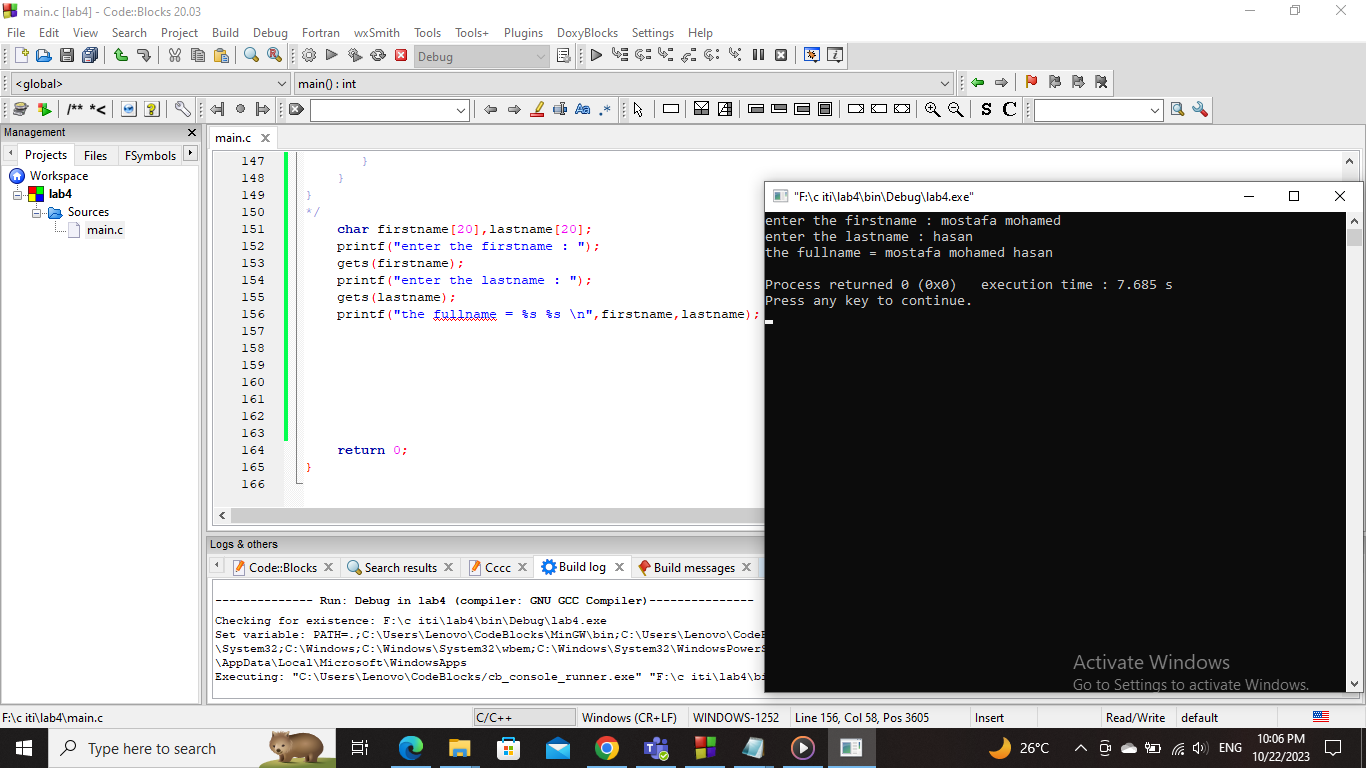 main.c [lab4] - Code::Blocks 20.03
File Edit View Search Project Build Debug Fortran wxSmith Tools Tools+ Plugins DoxyBlocks Settings Help
Debug
<global>
main() : int
/** *<
Aa .*
S C
Management
Projects Files FSymbols
Workspace
lab4
Sources
main.c
main.c
147 }
148 }
149 }
150 */
151 char firstname[20],lastname[20];
152 printf("enter the firstname : ");
153 gets(firstname);
154 printf("enter the lastname : ");
155 gets(lastname);
156 printf("the fullname = %s %s \n",firstname,lastname);
157
158
159
160
161
162
163
164 return 0;
165 }
166
"F:\c iti\lab4\bin\Debug\lab4.exe"
enter the firstname : mostafa mohamed
enter the lastname : hasan
the fullname = mostafa mohamed hasan
Process returned 0 (0x0) execution time : 7.685 s
Press any key to continue.
Logs & others
Code::Blocks Search results Cccc Build log Build messages
-------------- Run: Debug in lab4 (compiler: GNU GCC Compiler)---------------
Checking for existence: F:\c iti\lab4\bin\Debug\lab4.exe
Set variable: PATH=.;C:\Users\Lenovo\CodeBlocks\MinGW\bin;C:\Users\Lenovo\CodeB
\System32;C:\Windows;C:\Windows\System32\wbem;C:\Windows\System32\WindowsPowerS
\AppData\Local\Microsoft\WindowsApps
Executing: "C:\Users\Lenovo\CodeBlocks/cb_console_runner.exe" "F:\c iti\lab4\bi
Activate Windows
Go to Settings to activate Windows.
F:\c iti\lab4\main.c C/C++ Windows (CR+LF) WINDOWS-1252 Line 156, Col 58, Pos 3605 Insert Read/Write default
Type here to search
26°C
ENG
10:06 PM
10/22/2023